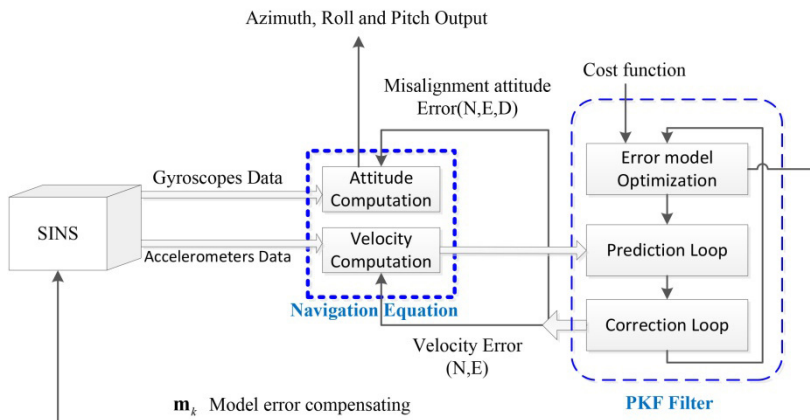 Azimuth, Roll and Pitch Output
Misalignment attitude
Error(N,E,D)
Cost function
Gyroscopes Data
Attitude
Computation
Error model
Optimization
SINS
Accelerometers Data
Velocity
Computation
Prediction Loop
Navigation Equation
Correction Loop
Velocity Error
(N,E)
PKF Filter
m_k Model error compensating